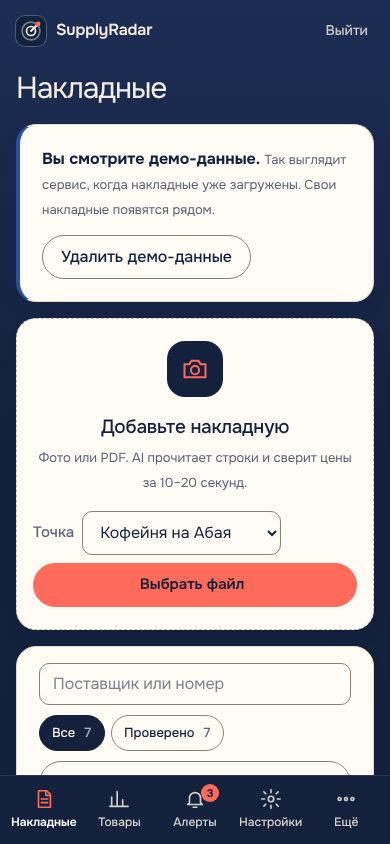 SupplyRadar
Выйти
Накладные
Вы смотрите демо-данные. Так выглядит
сервис, когда накладные уже загружены. Свои
накладные появятся рядом.
Удалить демо-данные
Добавьте накладную
Фото или PDF. AI прочитает строки и сверит цены
за 10–20 секунд.
Точка
Кофейня на Абая
Выбрать файл
Поставщик или номер
Все 7
Проверено 7
3
Накладные
Товары
Алерты
Настройки
Ещё